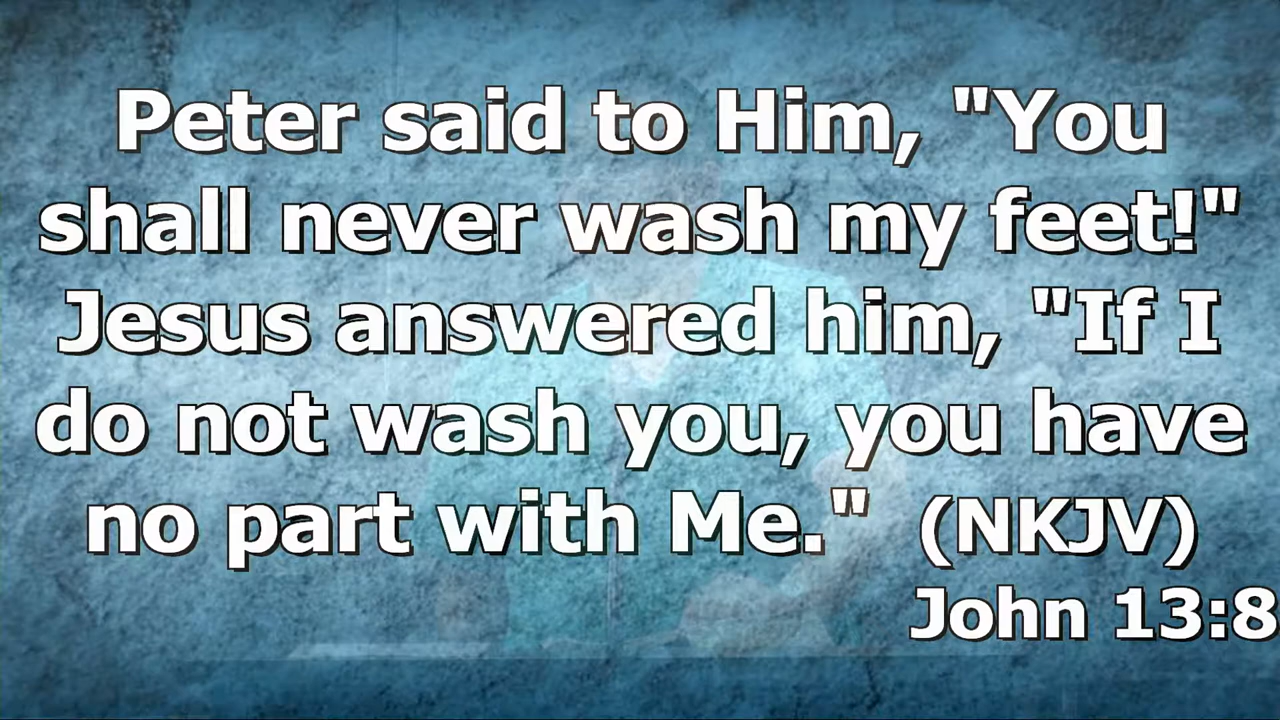 Peter said to Him, "You
shall never wash my feet!"
Jesus answered him, "If I
do not wash you, you have
no part with Me." (NKJV)
John 13:8